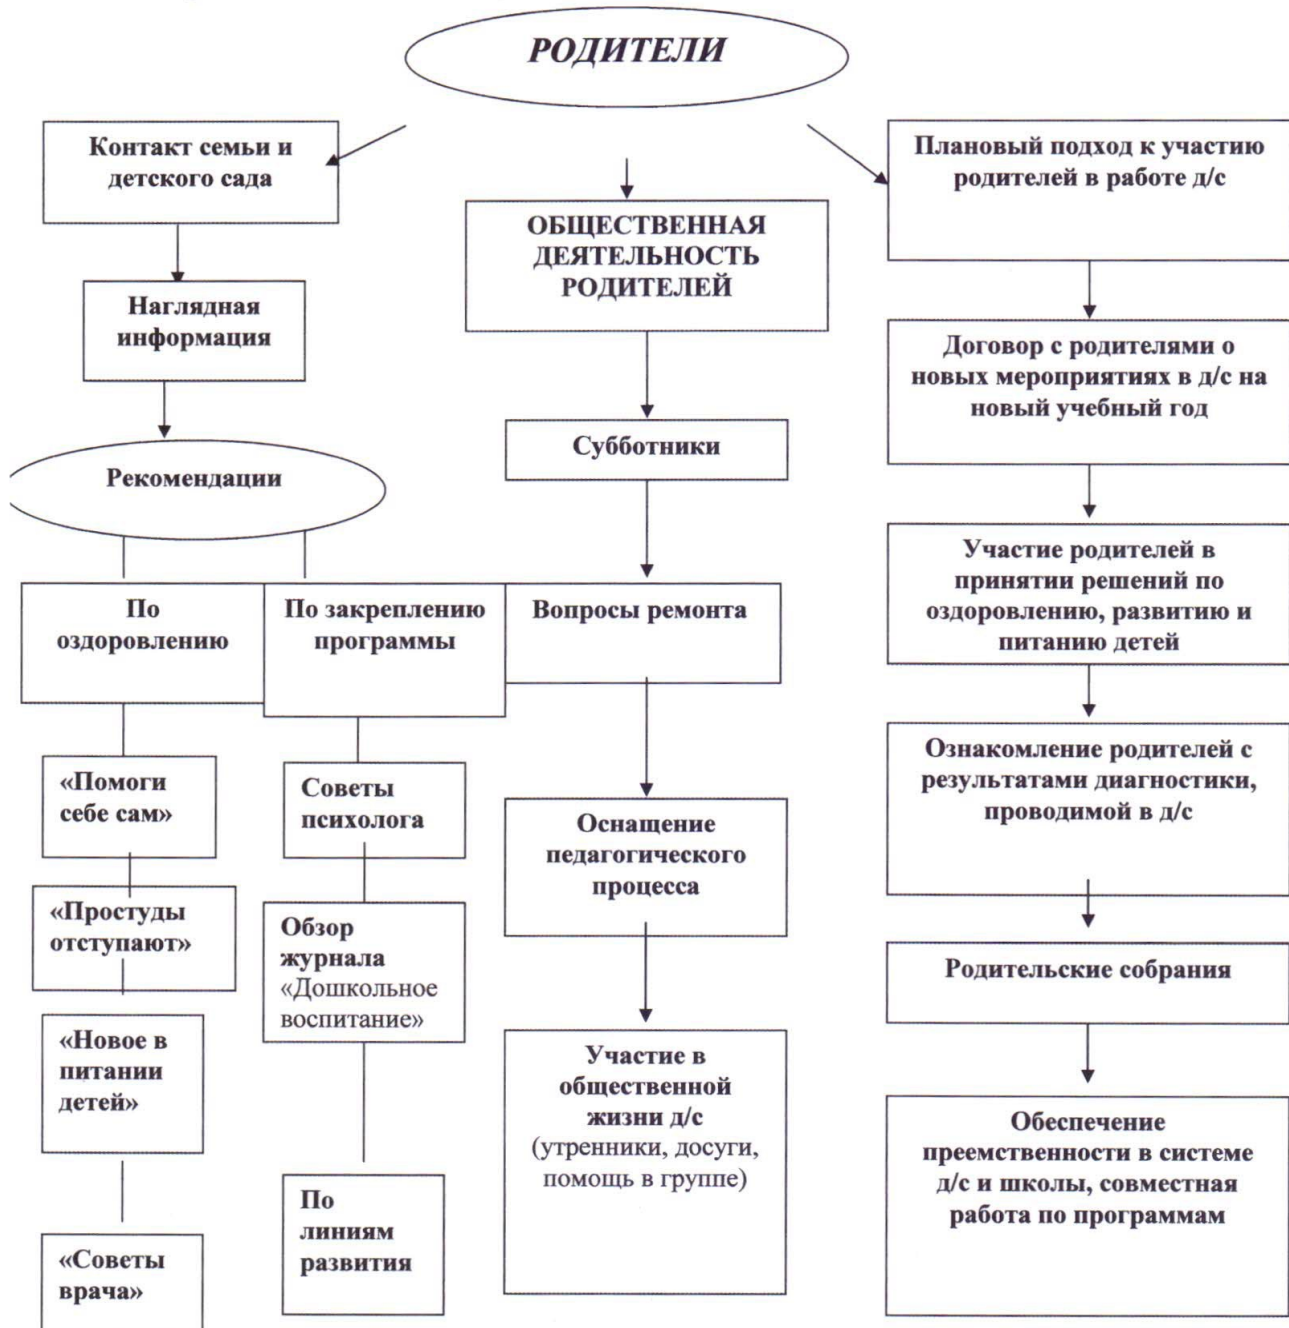 РОДИТЕЛИ
Контакт семьи и
детского сада
Наглядная
информация
Рекомендации
По
оздоровлению
«Помоги
себе сам»
«Простуды
отступают»
«Новое в
питании
детей»
«Советы
врача»
По закреплению
программы
Советы
психолога
Обзор
журнала
«Дошкольное
воспитание»
По
линиям
развития
ОБЩЕСТВЕННАЯ
ДЕЯТЕЛЬНОСТЬ
РОДИТЕЛЕЙ
Субботники
Вопросы ремонта
Оснащение
педагогического
процесса
Участие в
общественной
жизни д/с
(утренники, досуги,
помощь в группе)
Плановый подход к участию
родителей в работе д/с
Договор с родителями о
новых мероприятиях в д/с на
новый учебный год
Участие родителей в
принятии решений по
оздоровлению, развитию и
питанию детей
Ознакомление родителей с
результатами диагностики,
проводимой в д/с
Родительские собрания
Обеспечение
преемственности в системе
д/с и школы, совместная
работа по программам